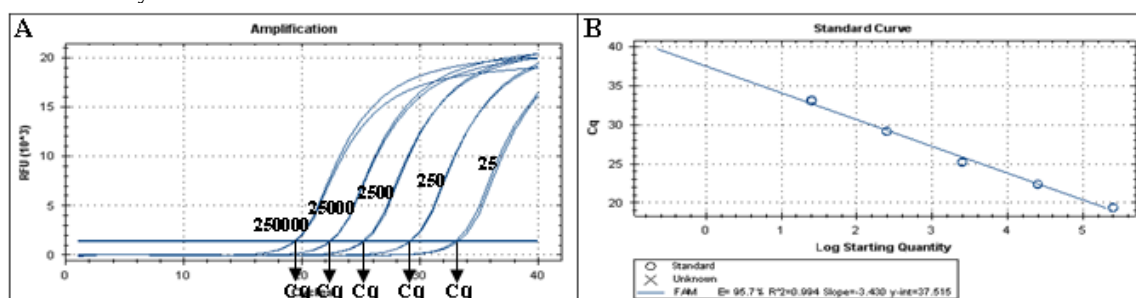 A
Amplification
RFU (10^3)
20
15
10
5
0
250000
25000
2500
250
25
0
10
20
30
40
Cq Cq Cq Cq Cq
B
Standard Curve
Cq
40
35
30
25
20
0
1
2
3
4
5
Log Starting Quantity
Standard
Unknown
FAM E= 95.7% R^2=0.994 Slope=-3.430 y-int=37.515